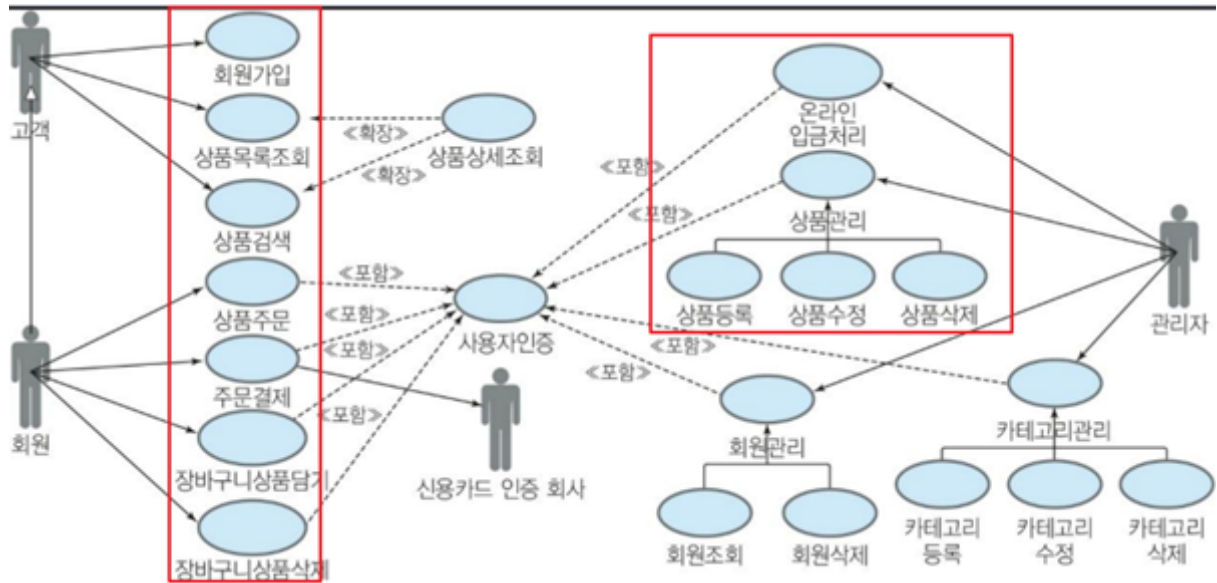 회원가입
고객
온라인
입금처리
《확장》
상품목록조회
상품상세조회
《확장》
《포함》
《포함》
상품검색
상품관리
《포함》
상품주문
《포함》
사용자인증
상품등록
상품수정
상품삭제
관리자
《포함》
《포함》
《포함》
주문결제
《포함》
회원
회원관리
카테고리관리
장바구니상품담기
신용카드 인증 회사
카테고리
등록
카테고리
수정
카테고리
삭제
회원조회
회원삭제
장바구니상품삭제